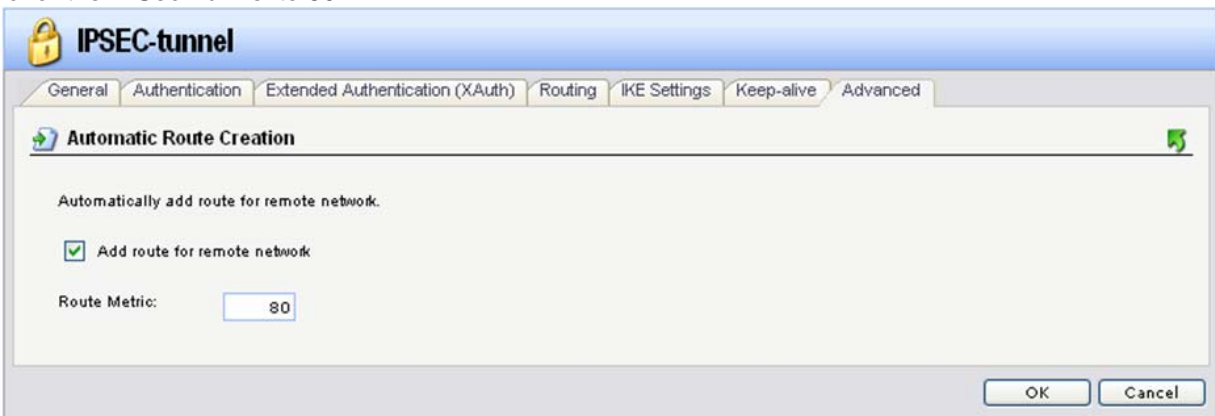 IPSEC-tunnel
General Authentication Extended Authentication (XAuth) Routing IKE Settings Keep-alive Advanced
Automatic Route Creation
Automatically add route for remote network.
Add route for remote network
Route Metric: 80
OK Cancel